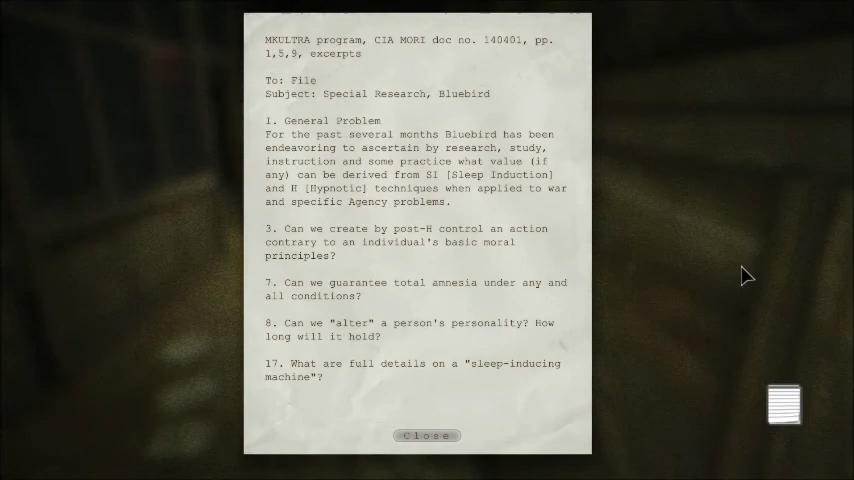 MKULTRA program, CIA MORI doc no. 140401, pp.
1,5,9, excerpts
To: File
Subject: Special Research, Bluebird
I. General Problem
For the past several months Bluebird has been
endeavoring to ascertain by research, study,
instruction and some practice what value (if
any) can be derived from SI [Sleep Induction]
and H [Hypnotic] techniques when applied to war
and specific Agency problems.
3. Can we create by post-H control an action
contrary to an individual's basic moral
principles?
7. Can we guarantee total amnesia under any and
all conditions?
8. Can we "alter" a person's personality? How
long will it hold?
17. What are full details on a "sleep-inducing
machine"?
Close